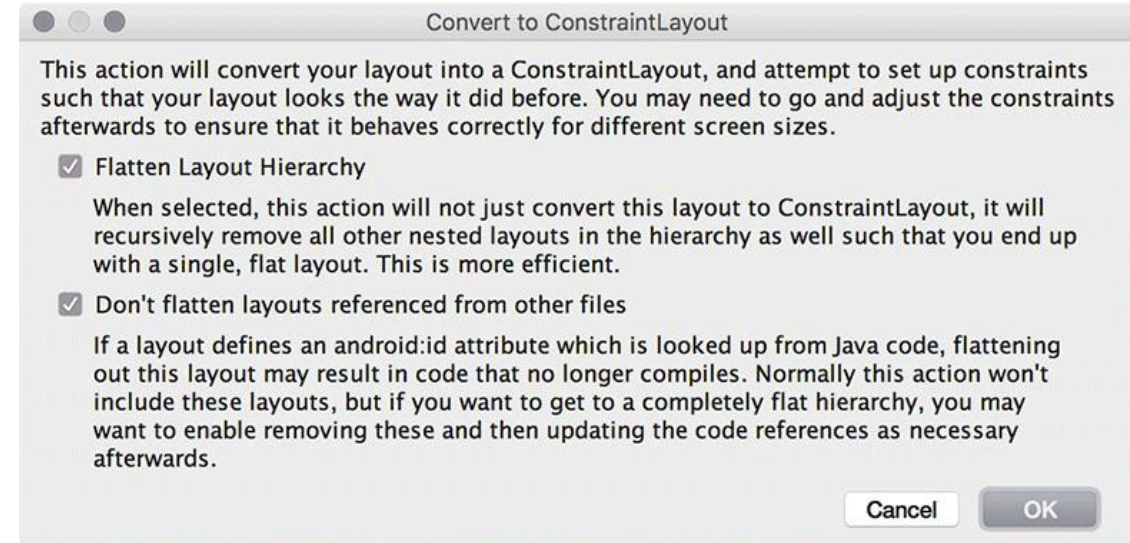 Convert to ConstraintLayout
This action will convert your layout into a ConstraintLayout, and attempt to set up constraints
such that your layout looks the way it did before. You may need to go and adjust the constraints
afterwards to ensure that it behaves correctly for different screen sizes.
Flatten Layout Hierarchy
When selected, this action will not just convert this layout to ConstraintLayout, it will
recursively remove all other nested layouts in the hierarchy as well such that you end up
with a single, flat layout. This is more efficient.
Don't flatten layouts referenced from other files
If a layout defines an android:id attribute which is looked up from Java code, flattening
out this layout may result in code that no longer compiles. Normally this action won't
include these layouts, but if you want to get to a completely flat hierarchy, you may
want to enable removing these and then updating the code references as necessary
afterwards.
Cancel OK